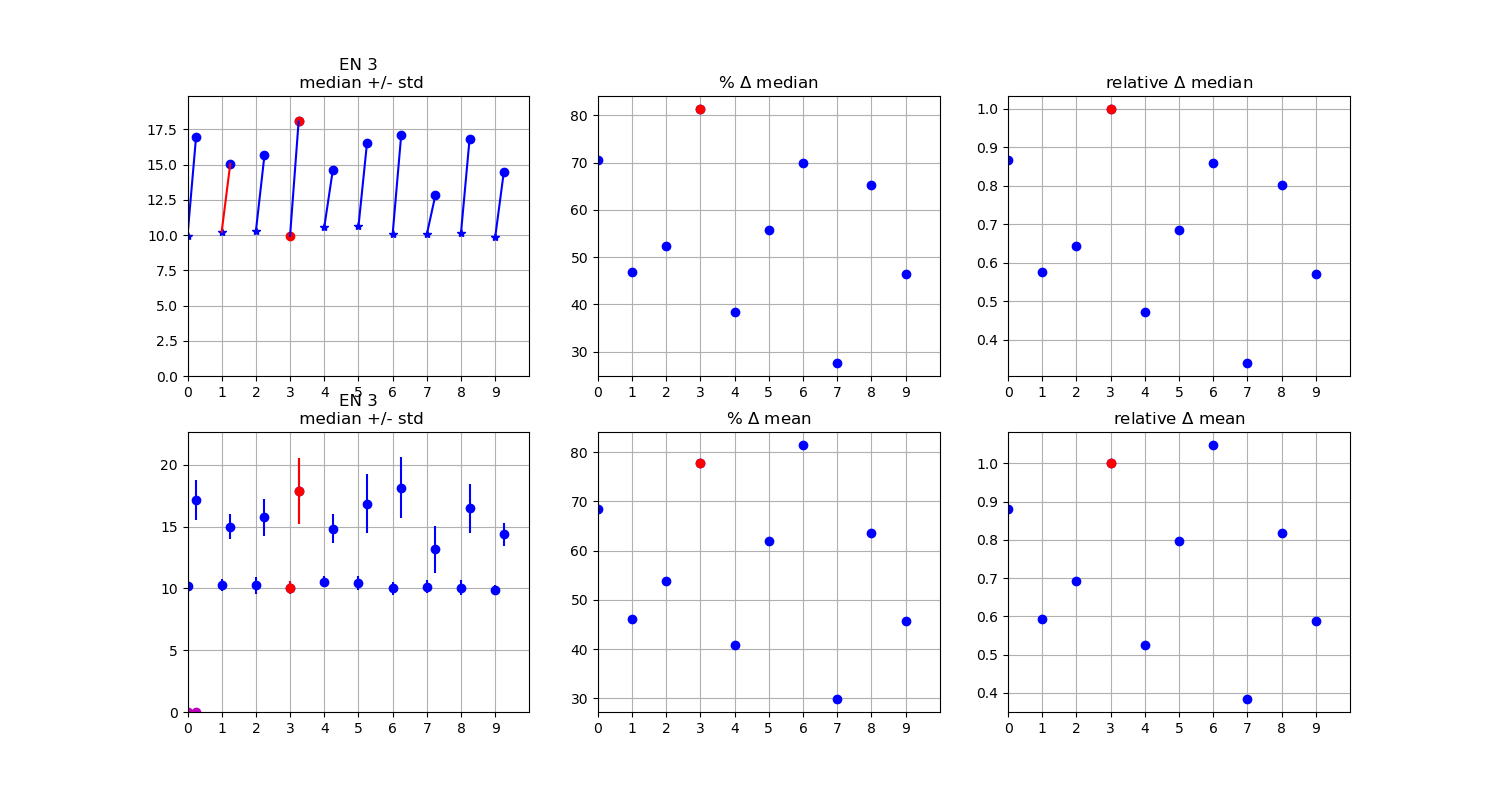 EN 3
median +/- std
% Δ median
relative Δ median
17.5
15.0
12.5
10.0
7.5
5.0
2.5
0.0
0 1 2 3 4 5 6 7 8 9
80
70
60
50
40
30
0 1 2 3 4 5 6 7 8 9
1.0
0.9
0.8
0.7
0.6
0.5
0.4
0 1 2 3 4 5 6 7 8 9
EN 3
median +/- std
% Δ mean
relative Δ mean
20
15
10
5
0
0 1 2 3 4 5 6 7 8 9
80
70
60
50
40
30
0 1 2 3 4 5 6 7 8 9
1.0
0.9
0.8
0.7
0.6
0.5
0.4
0 1 2 3 4 5 6 7 8 9